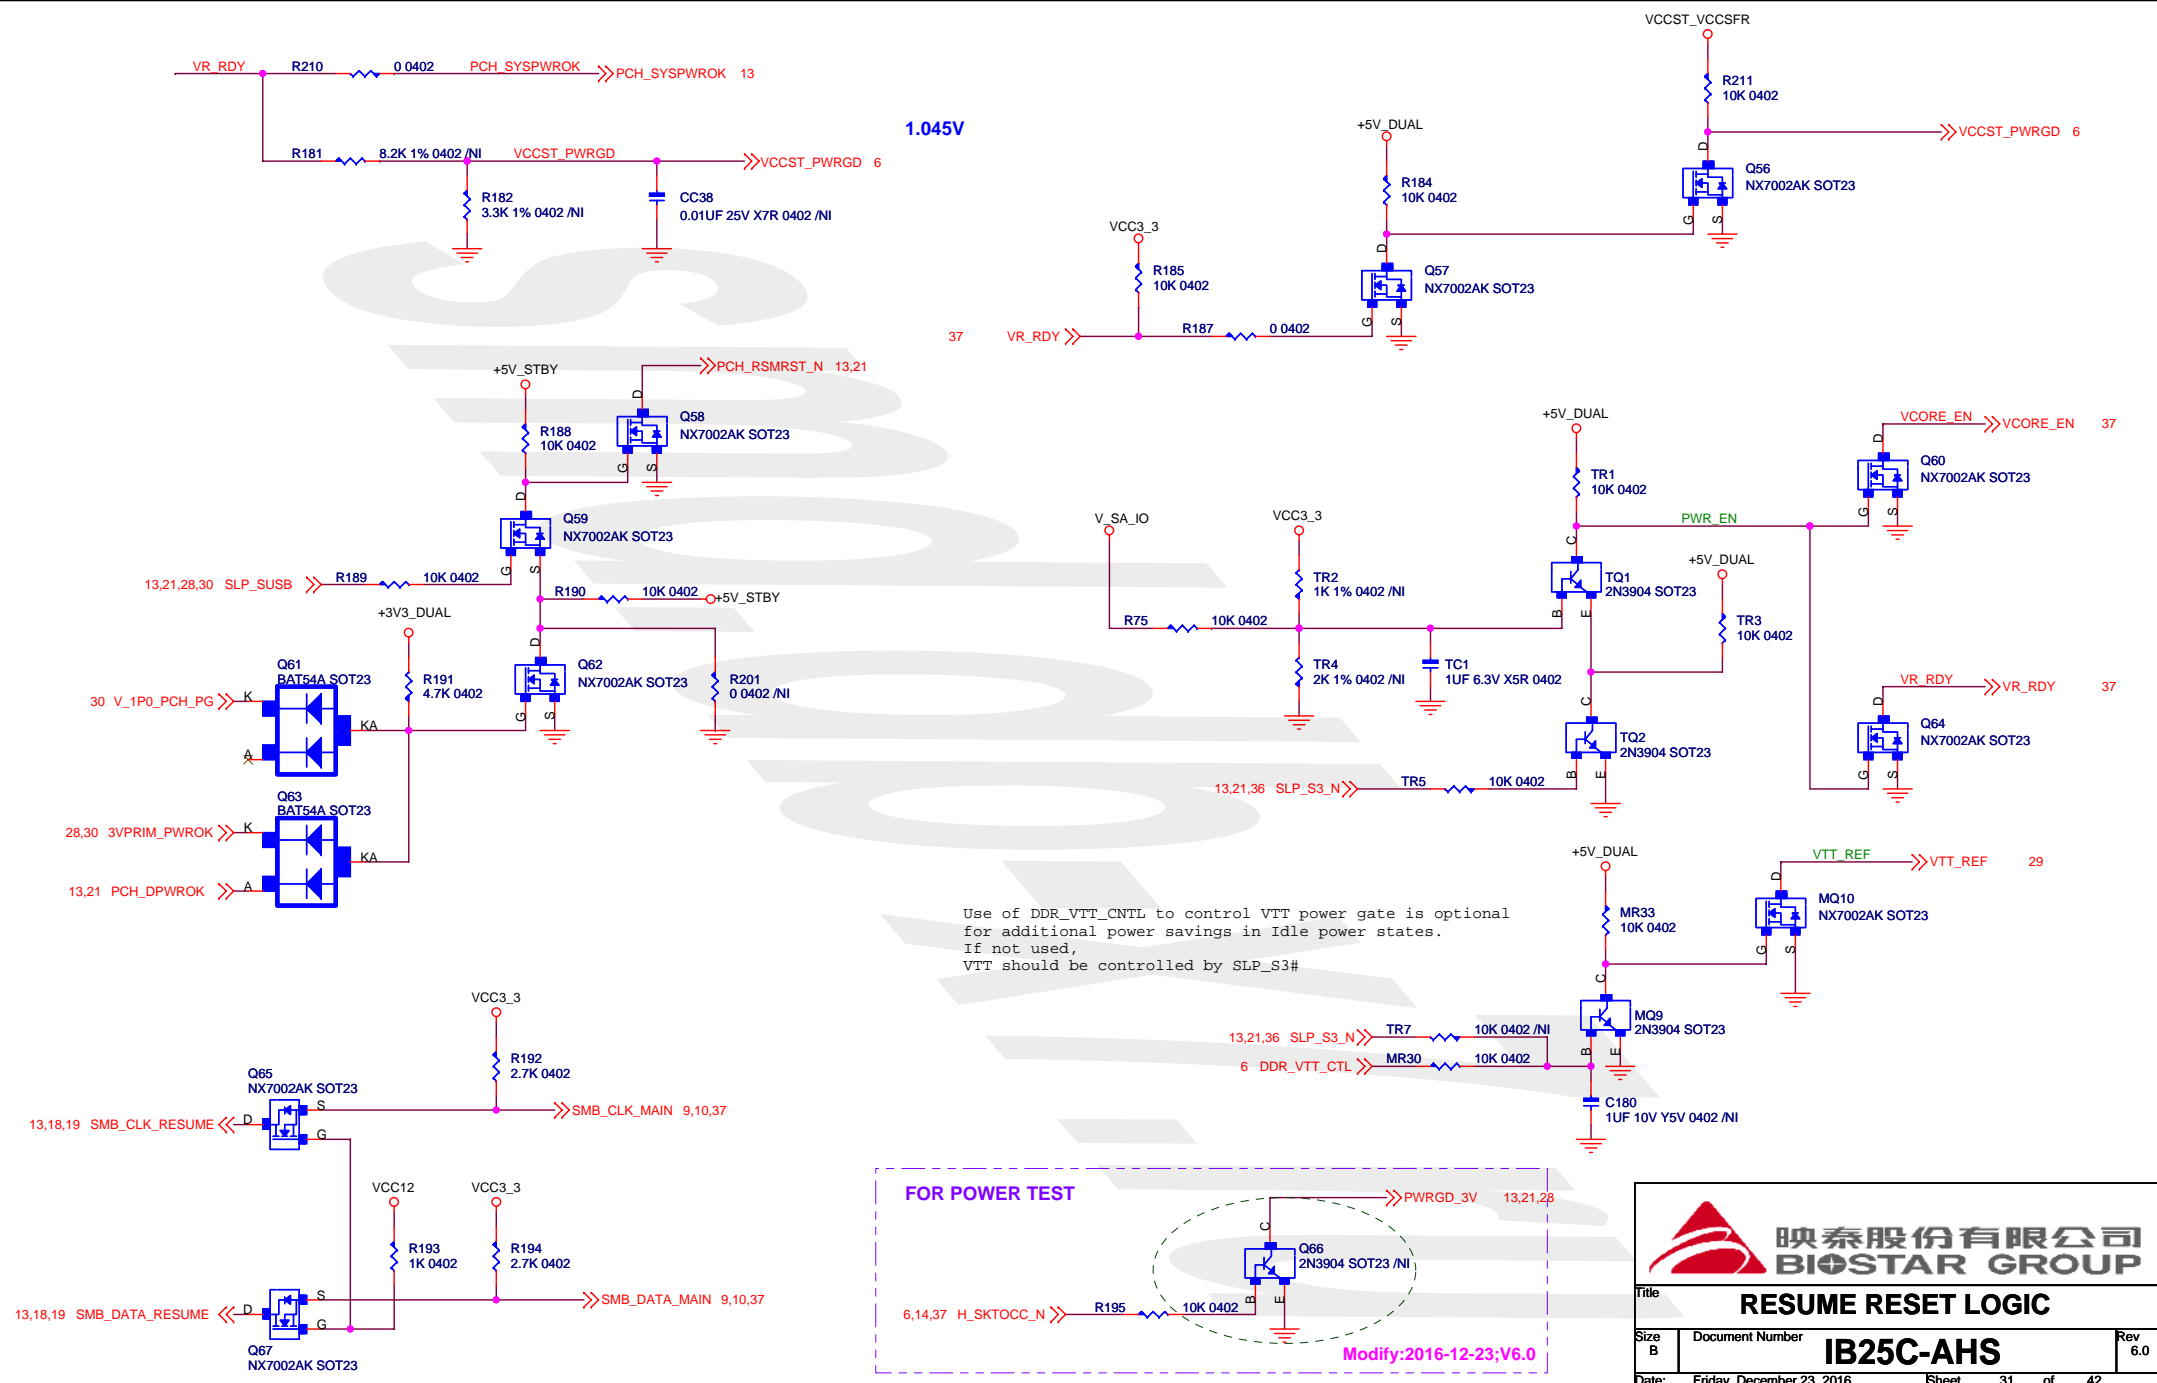 VR_RDY
R210
0 0402
PCH_SYSPWROK
PCH_SYSPWROK 13
R181
8.2K 1% 0402 /NI
VCCST_PWRGD
VCCST_PWRGD 6
R182
3.3K 1% 0402 /NI
CC38
0.01UF 25V X7R 0402 /NI
1.045V
VCCST_VCCSFR
R211
10K 0402
VCCST_PWRGD 6
D
Q56
NX7002AK SOT23
G
S
+5V_DUAL
R184
10K 0402
D
Q57
NX7002AK SOT23
G
S
VCC3_3
R185
10K 0402
37 VR_RDY
R187
0 0402
+5V_STBY
R188
10K 0402
PCH_RSMRST_N 13,21
D
Q58
NX7002AK SOT23
G
S
D
Q59
NX7002AK SOT23
G
S
13,21,28,30 SLP_SUSB
R189
10K 0402
R190
10K 0402
+5V_STBY
+3V3_DUAL
R191
4.7K 0402
D
Q62
NX7002AK SOT23
G
S
R201
0 0402 /NI
Q61
BAT54A SOT23
30 V_1P0_PCH_PG
K
A
KA
Q63
BAT54A SOT23
28,30 3VPRIM_PWROK
K
KA
13,21 PCH_DPWROK
A
+5V_DUAL
TR1
10K 0402
PWR_EN
VCORE_EN
VCORE_EN 37
D
Q60
NX7002AK SOT23
G
S
V_SA_IO
VCC3_3
TR2
1K 1% 0402 /NI
R75
10K 0402
TR4
2K 1% 0402 /NI
TC1
1UF 6.3V X5R 0402
C
TQ1
2N3904 SOT23
B
E
+5V_DUAL
TR3
10K 0402
C
TQ2
2N3904 SOT23
B
E
13,21,36 SLP_S3_N
TR5
10K 0402
VR_RDY
VR_RDY 37
D
Q64
NX7002AK SOT23
G
S
Use of DDR_VTT_CNTL to control VTT power gate is optional
for additional power savings in Idle power states.
If not used,
VTT should be controlled by SLP_S3#
+5V_DUAL
MR33
10K 0402
VTT_REF
VTT_REF 29
D
MQ10
NX7002AK SOT23
G
S
C
MQ9
2N3904 SOT23
B
E
13,21,36 SLP_S3_N
TR7
10K 0402 /NI
6 DDR_VTT_CTL
MR30
10K 0402
C180
1UF 10V Y5V 0402 /NI
VCC3_3
R192
2.7K 0402
Q65
NX7002AK SOT23
S
D
G
13,18,19 SMB_CLK_RESUME
SMB_CLK_MAIN 9,10,37
VCC12
R193
1K 0402
VCC3_3
R194
2.7K 0402
S
D
G
13,18,19 SMB_DATA_RESUME
SMB_DATA_MAIN 9,10,37
Q67
NX7002AK SOT23
FOR POWER TEST
PWRGD_3V 13,21,28
C
Q66
2N3904 SOT23 /NI
B
E
6,14,37 H_SKTOCC_N
R195
10K 0402
Modify:2016-12-23;V6.0
映泰股份有限公司
BIOSTAR GROUP
Title
RESUME RESET LOGIC
Size
B
Document Number
IB25C-AHS
Rev
6.0
Date: Friday, December 23, 2016
Sheet 31 of 42